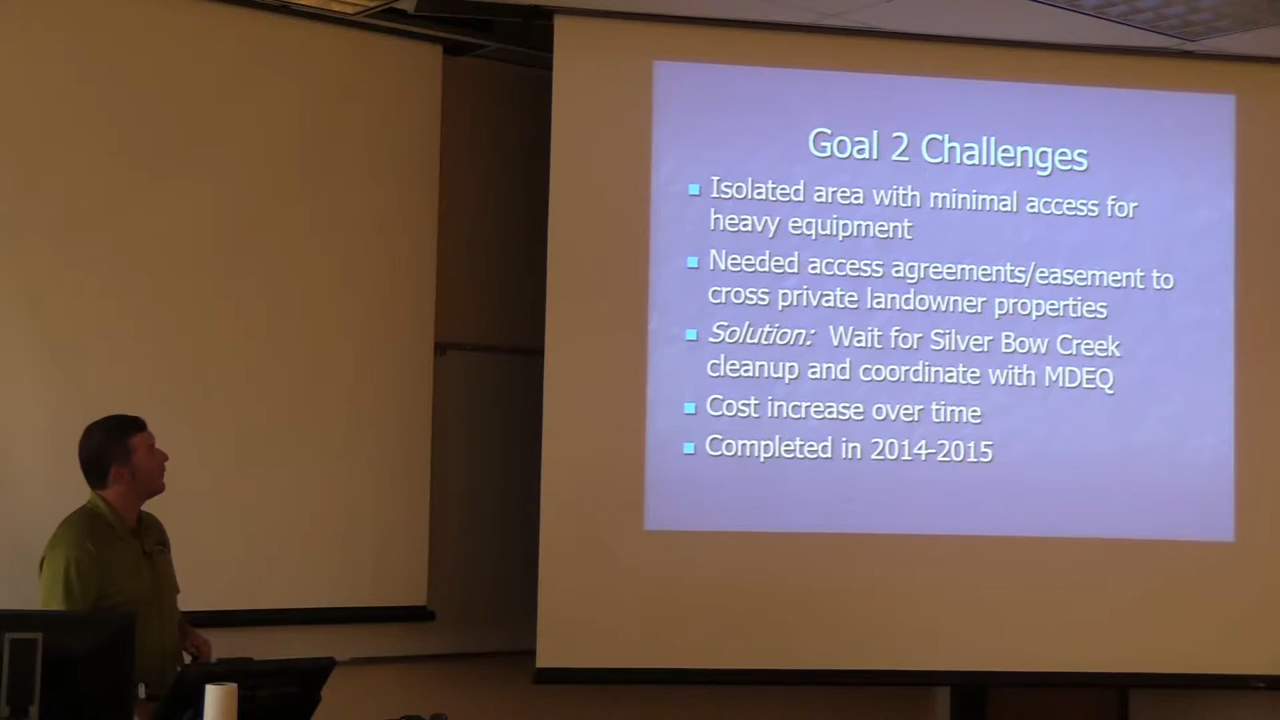 Goal 2 Challenges
Isolated area with minimal access for
heavy equipment
Needed access agreements/easement to
cross private landowner properties
Solution: Wait for Silver Bow Creek
cleanup and coordinate with MDEQ
Cost increase over time
Completed in 2014-2015